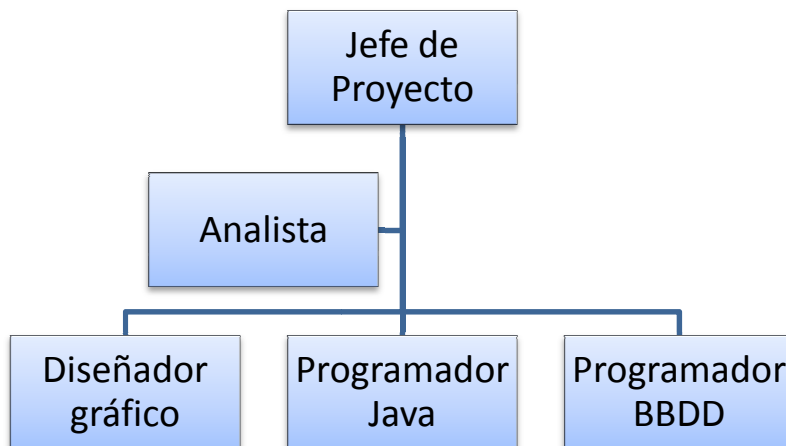 Jefe de
Proyecto
Analista
Diseñador
gráfico
Programador
Java
Programador
BBDD